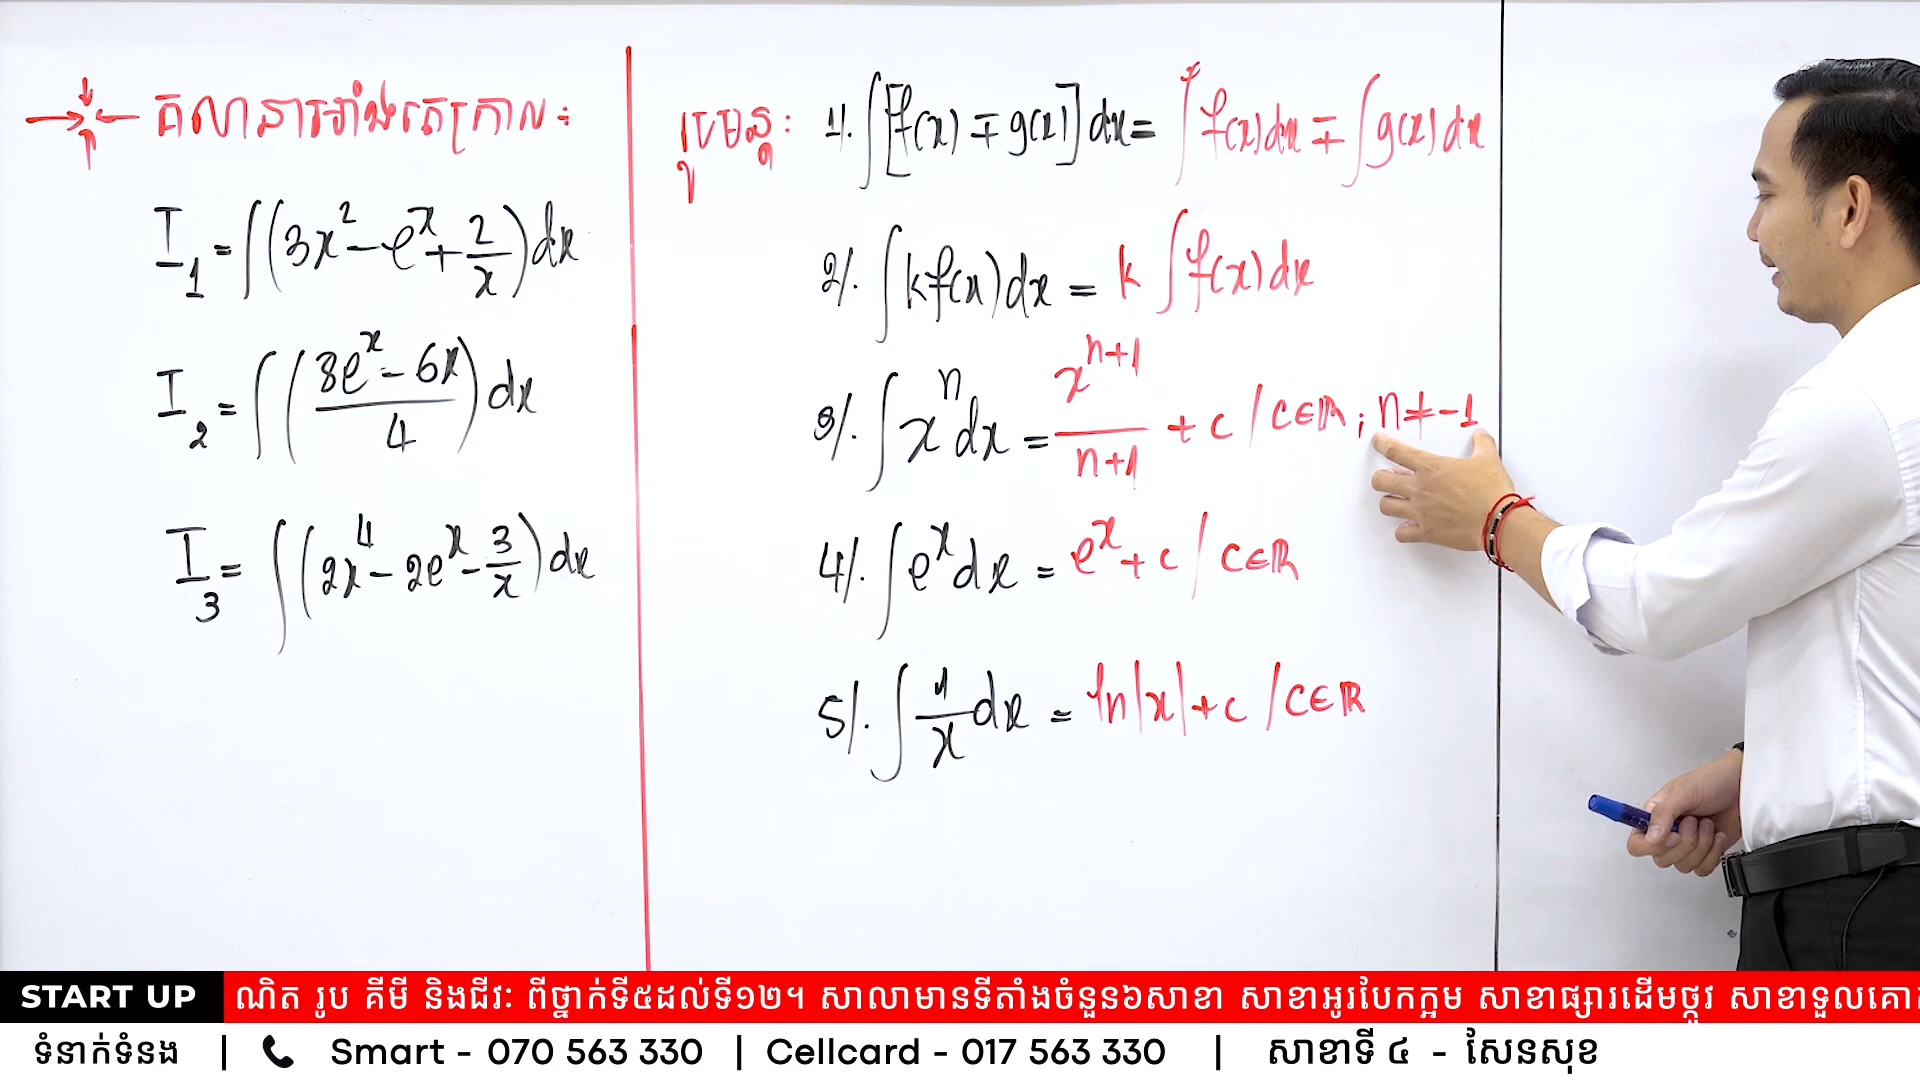 គណនាអាំងតេក្រាល៖
I₁ = ∫(3x² − eˣ + 2/x)dx
I₂ = ∫((8eˣ − 6x)/4)dx
I₃ = ∫(2x⁴ − 2eˣ − 3/x)dx
រូបមន្ត:
1/. ∫[f(x) ∓ g(x)]dx = ∫f(x)dx ∓ ∫g(x)dx
2/. ∫kf(x)dx = k∫f(x)dx
3/. ∫xⁿdx = xⁿ⁺¹/(n+1) + c / c∈ℝ ; n ≠ −1
4/. ∫eˣdx = eˣ + c / c∈ℝ
5/. ∫1/x dx = ln|x| + c / c∈ℝ
START UP ណិត រូប គីមី និងជីវៈ ពីថ្នាក់ទី៥ដល់ទី១២។ សាលាមានទីតាំងចំនួន៦សាខា សាខាអូរបែកក្អម សាខាផ្សារដើមថ្កូវ សាខាទួលគោ
ទំនាក់ទំនង | Smart - 070 563 330 | Cellcard - 017 563 330 | សាខាទី ៤ - សែនសុខ